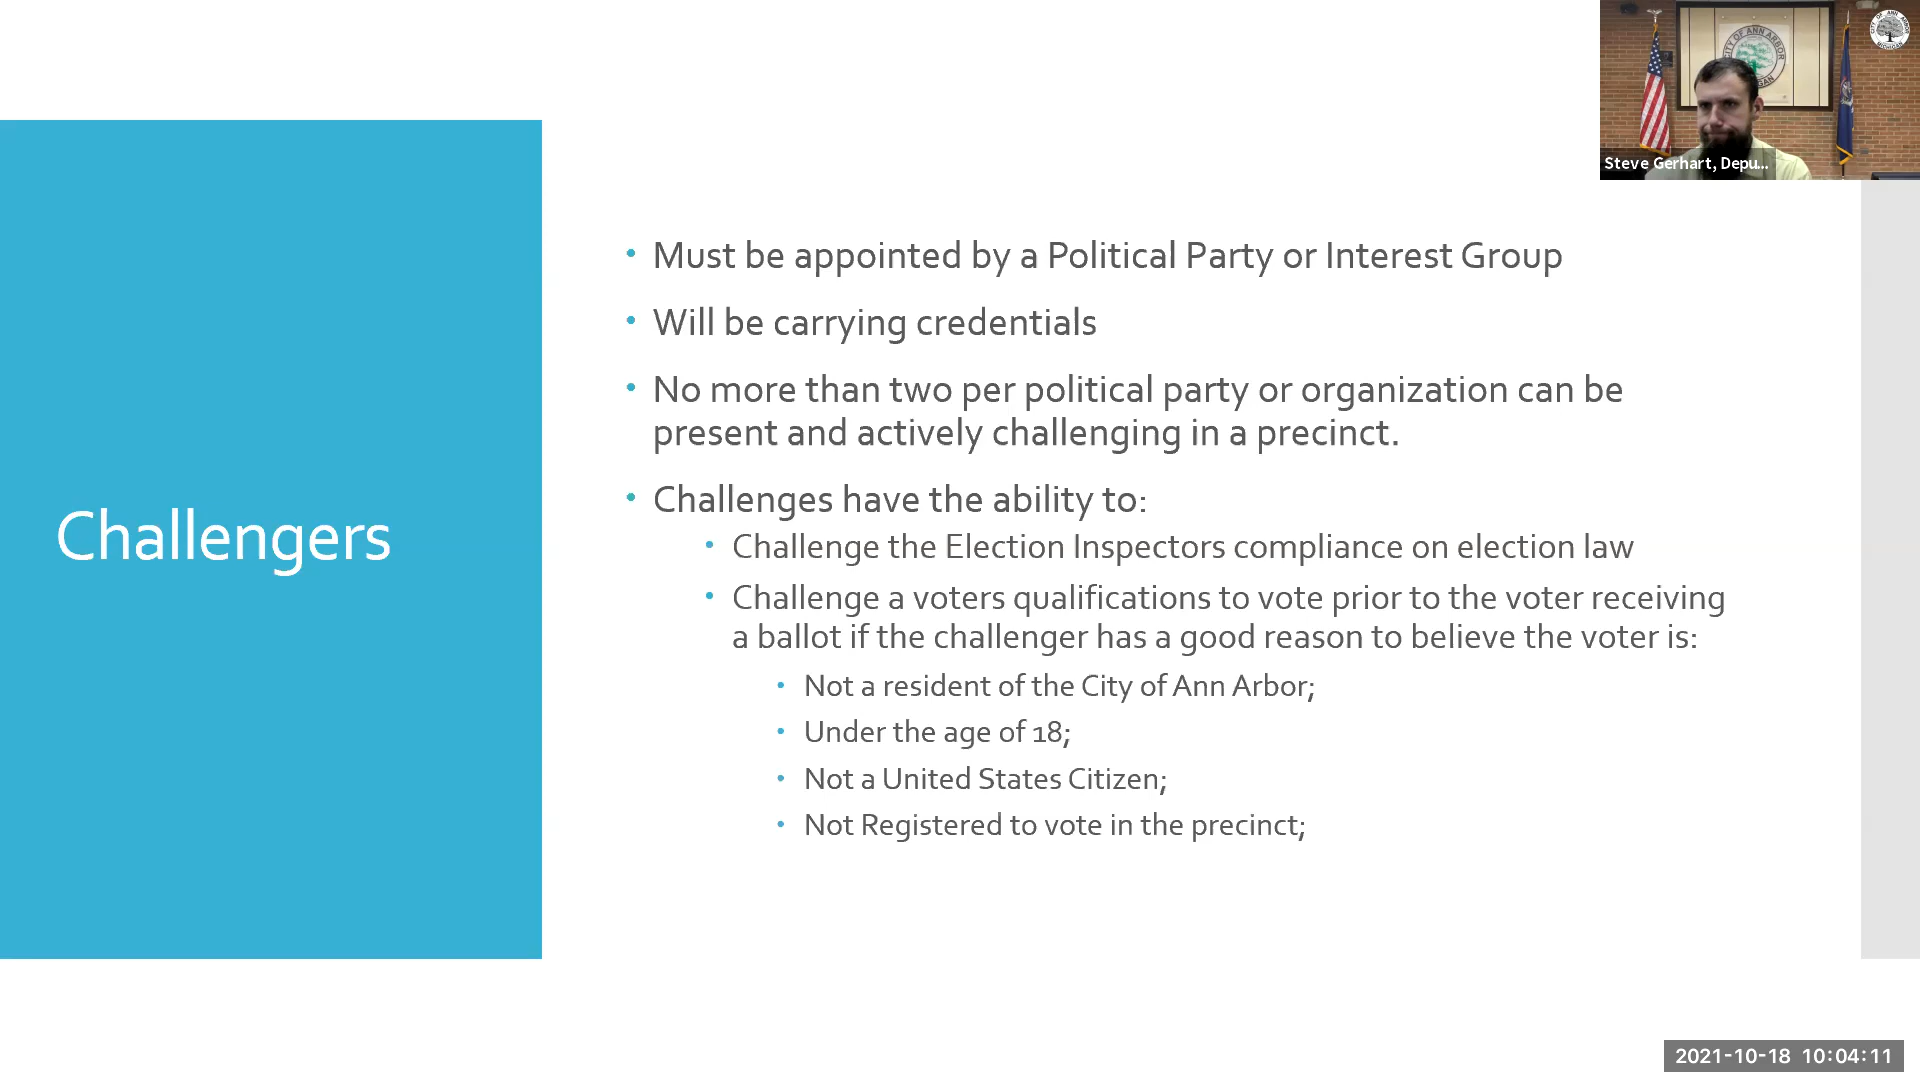 CITY OF ANN ARBOR
Steve Gerhart, Depu...
Challengers
• Must be appointed by a Political Party or Interest Group
• Will be carrying credentials
• No more than two per political party or organization can be
present and actively challenging in a precinct.
• Challenges have the ability to:
• Challenge the Election Inspectors compliance on election law
• Challenge a voters qualifications to vote prior to the voter receiving
a ballot if the challenger has a good reason to believe the voter is:
• Not a resident of the City of Ann Arbor;
• Under the age of 18;
• Not a United States Citizen;
• Not Registered to vote in the precinct;
2021-10-18 10:04:11